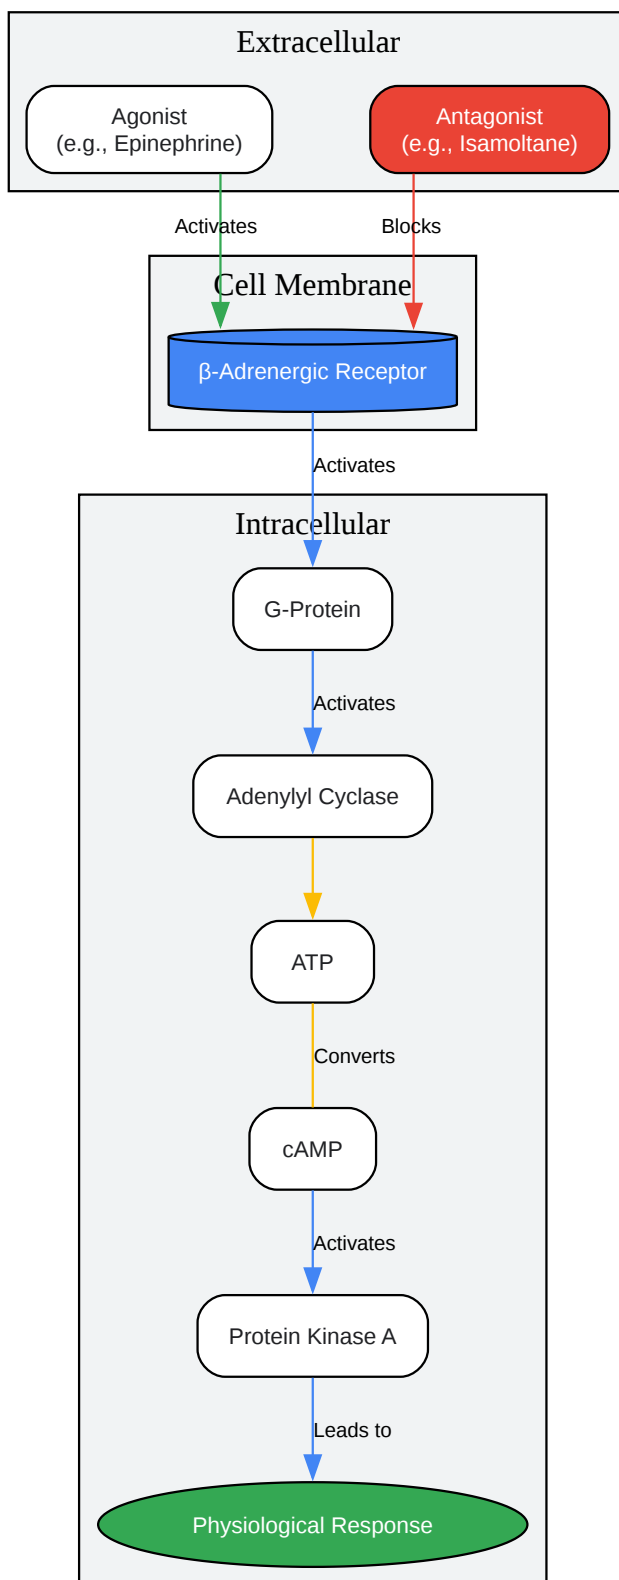 Extracellular
Agonist
(e.g., Epinephrine)
Antagonist
(e.g., Isamoltane)
Activates
Blocks
Cell Membrane
β-Adrenergic Receptor
Activates
Intracellular
G-Protein
Activates
Adenylyl Cyclase
ATP
Converts
cAMP
Activates
Protein Kinase A
Leads to
Physiological Response